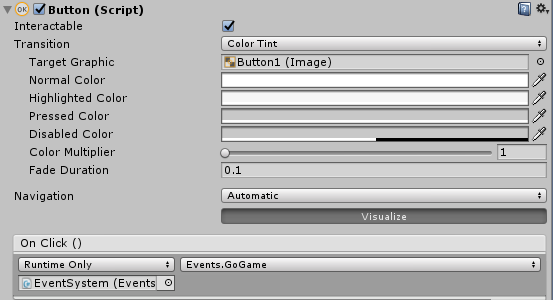 OK Button (Script)
Interactable
Transition Color Tint
Target Graphic Button1 (Image)
Normal Color
Highlighted Color
Pressed Color
Disabled Color
Color Multiplier 1
Fade Duration 0.1
Navigation Automatic
Visualize
On Click ()
Runtime Only Events.GoGame
EventSystem (Events